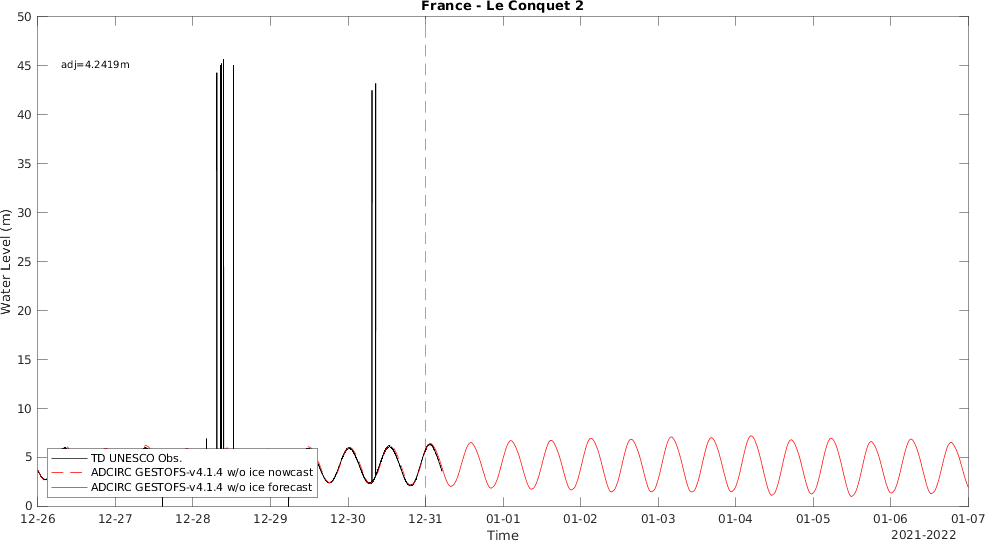 France - Le Conquet 2
50
45
40
35
30
25
20
15
10
5
0
Water Level (m)
adj=4.2419m
TD UNESCO Obs.
ADCIRC GESTOFS-v4.1.4 w/o ice nowcast
ADCIRC GESTOFS-v4.1.4 w/o ice forecast
12-26 12-27 12-28 12-29 12-30 12-31 01-01 01-02 01-03 01-04 01-05 01-06 01-07
Time
2021-2022